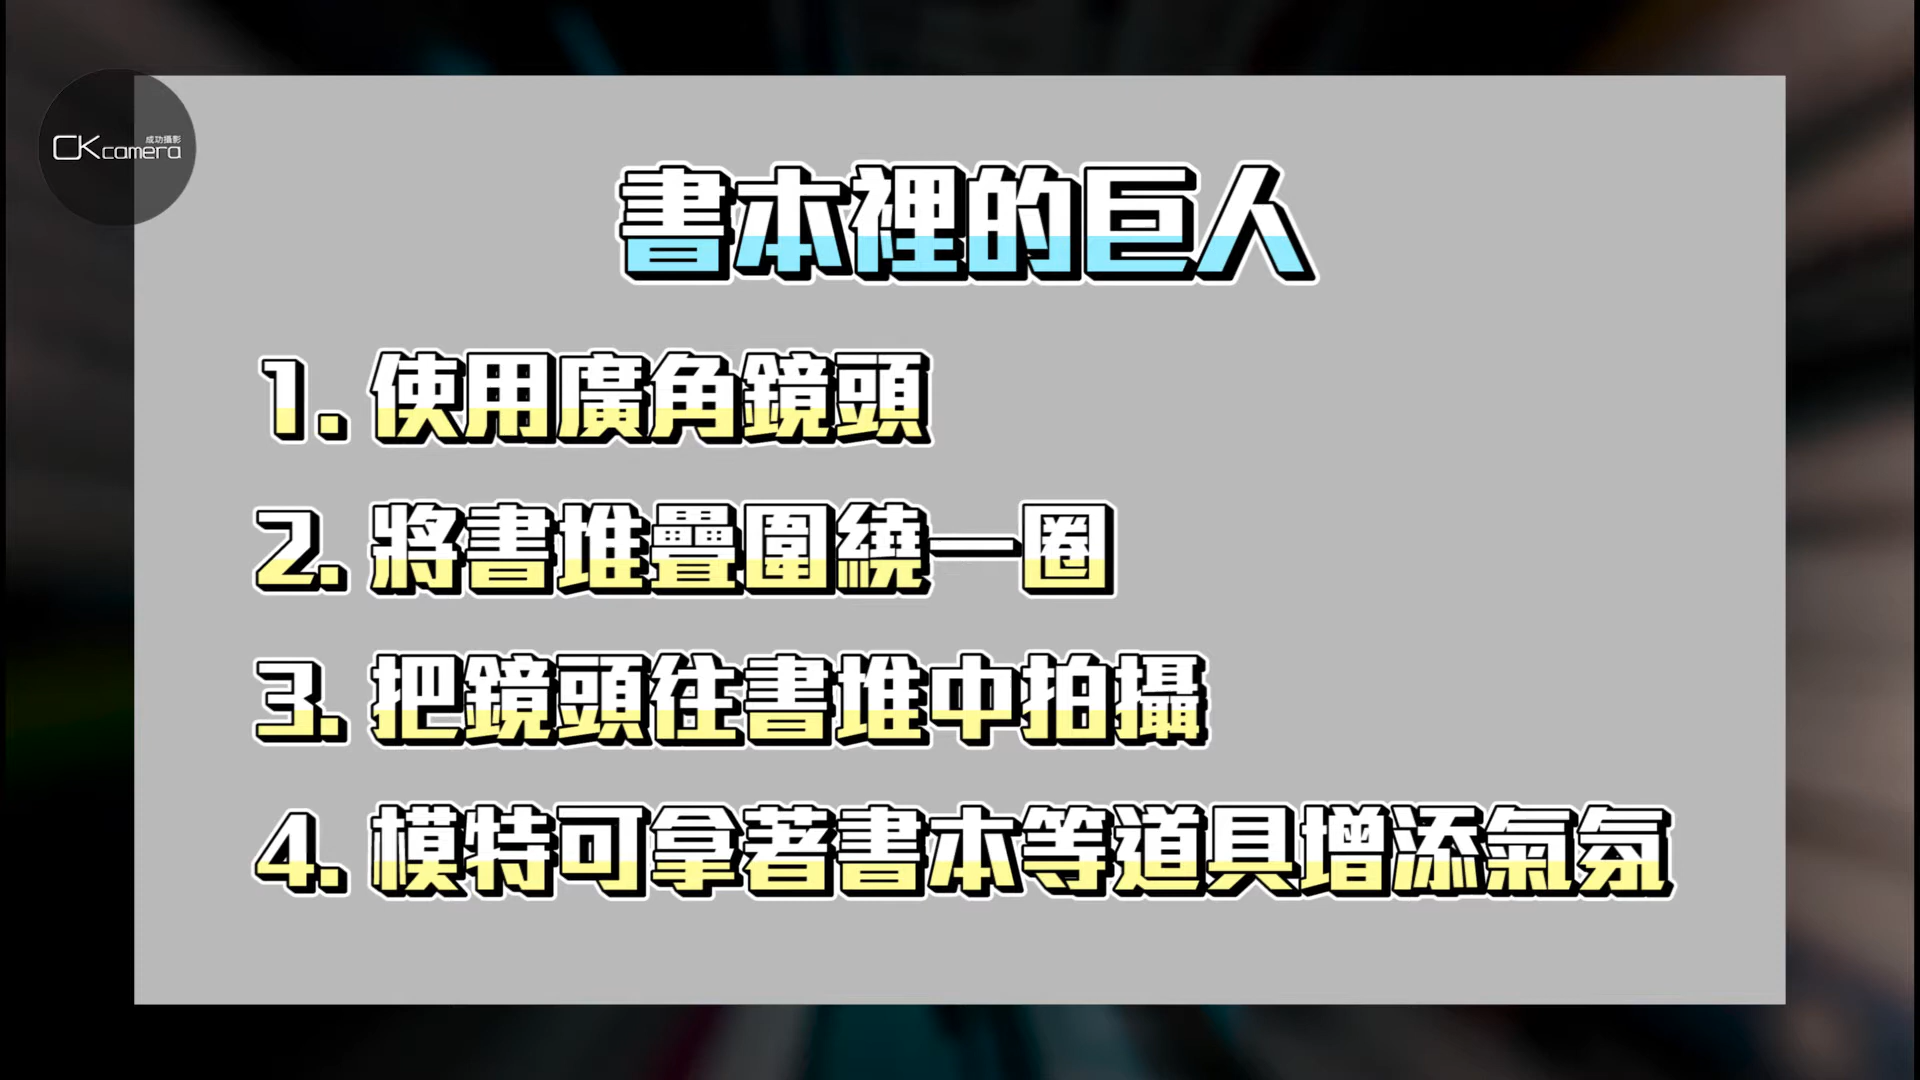 成功攝影
CKcamera
書本裡的巨人
1. 使用廣角鏡頭
2. 將書堆疊圍繞一圈
3. 把鏡頭往書堆中拍攝
4. 模特可拿著書本等道具增添氣氛